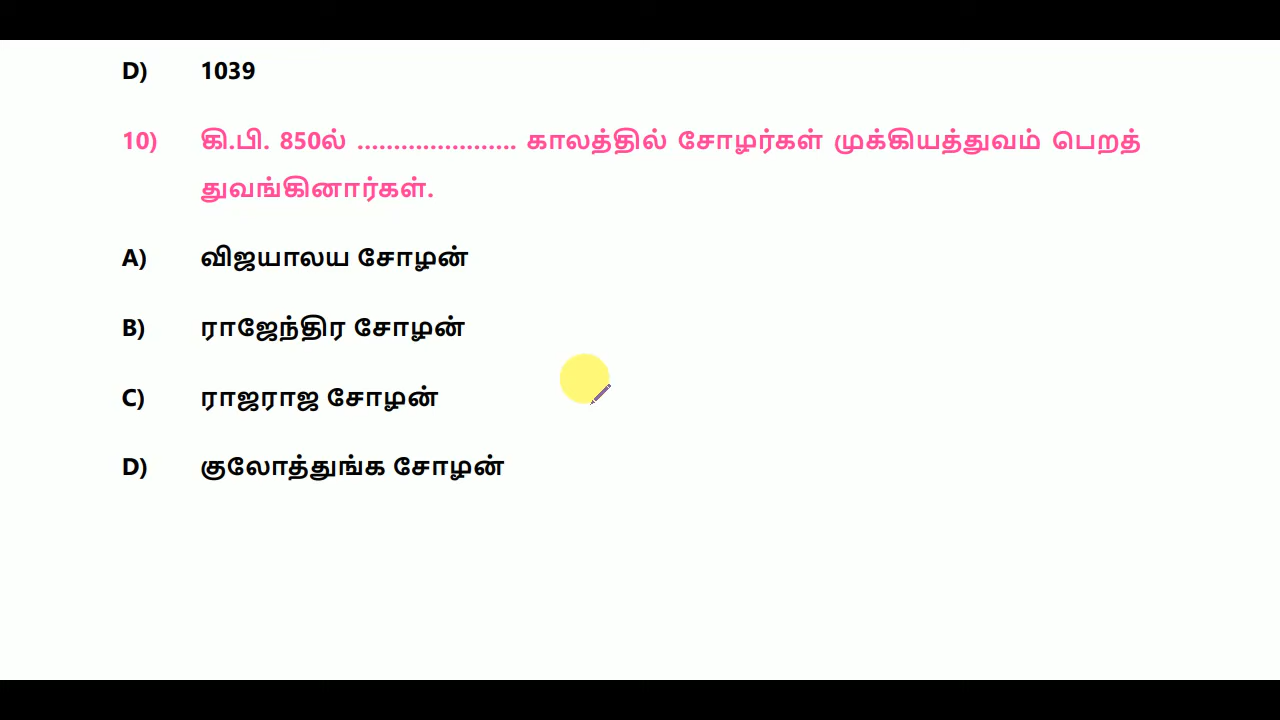 D) 1039
10) கி.பி. 850ல் ...................... காலத்தில் சோழர்கள் முக்கியத்துவம் பெறத்
துவங்கினார்கள்.
A) விஜயாலய சோழன்
B) ராஜேந்திர சோழன்
C) ராஜராஜ சோழன்
D) குலோத்துங்க சோழன்